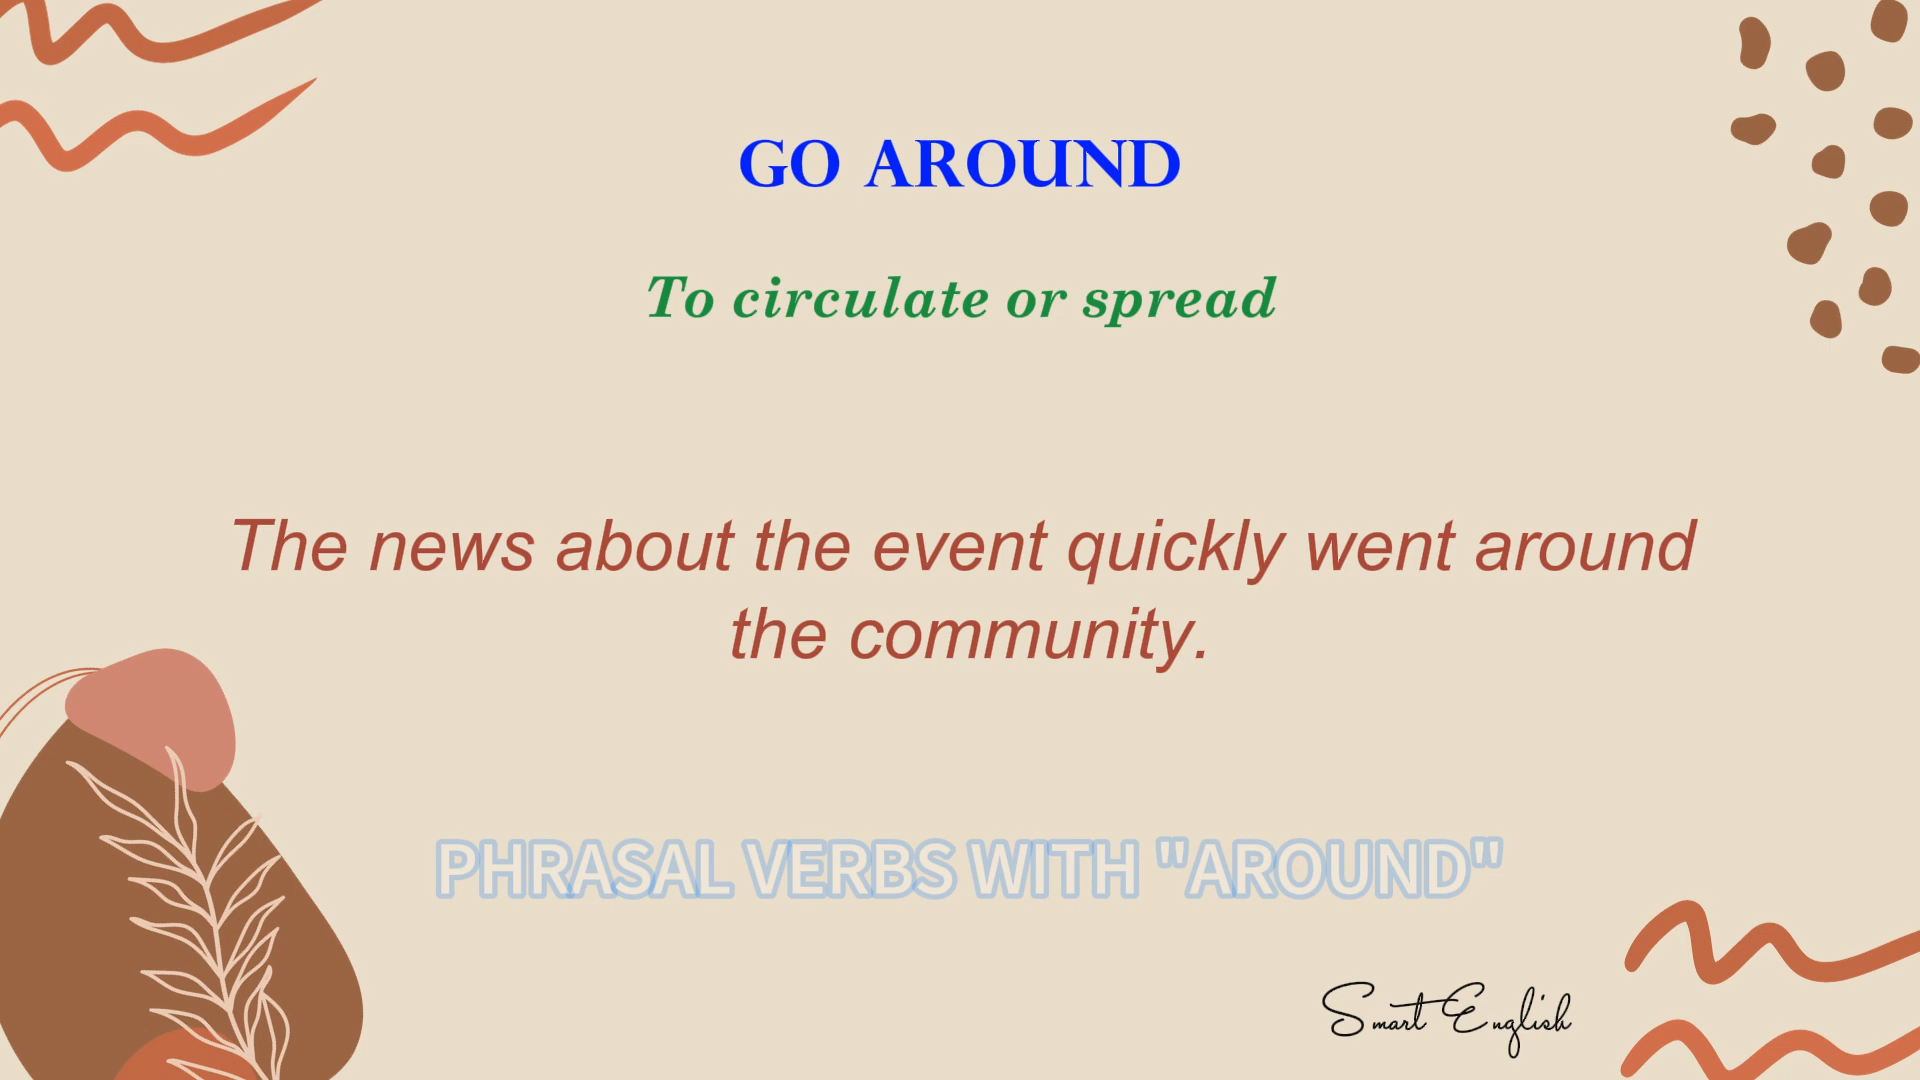 GO AROUND
To circulate or spread
The news about the event quickly went around
the community.
PHRASAL VERBS WITH "AROUND"
Smart English